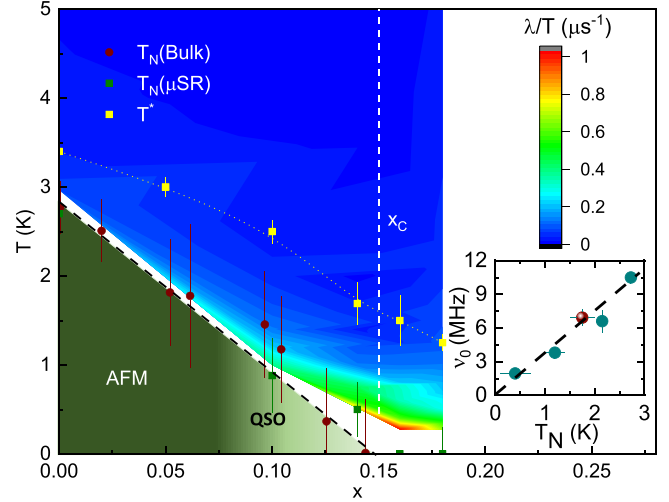 λ/T (μs⁻¹)
T_N(Bulk)
T_N(μSR)
T*
x_C
AFM
QSO
T (K)
5
4
3
2
1
0
0.00
0.05
0.10
0.15
0.20
0.25
x
1
0.8
0.6
0.4
0.2
0
ν₀ (MHz)
12
9
6
3
0
0
1
2
3
T_N (K)